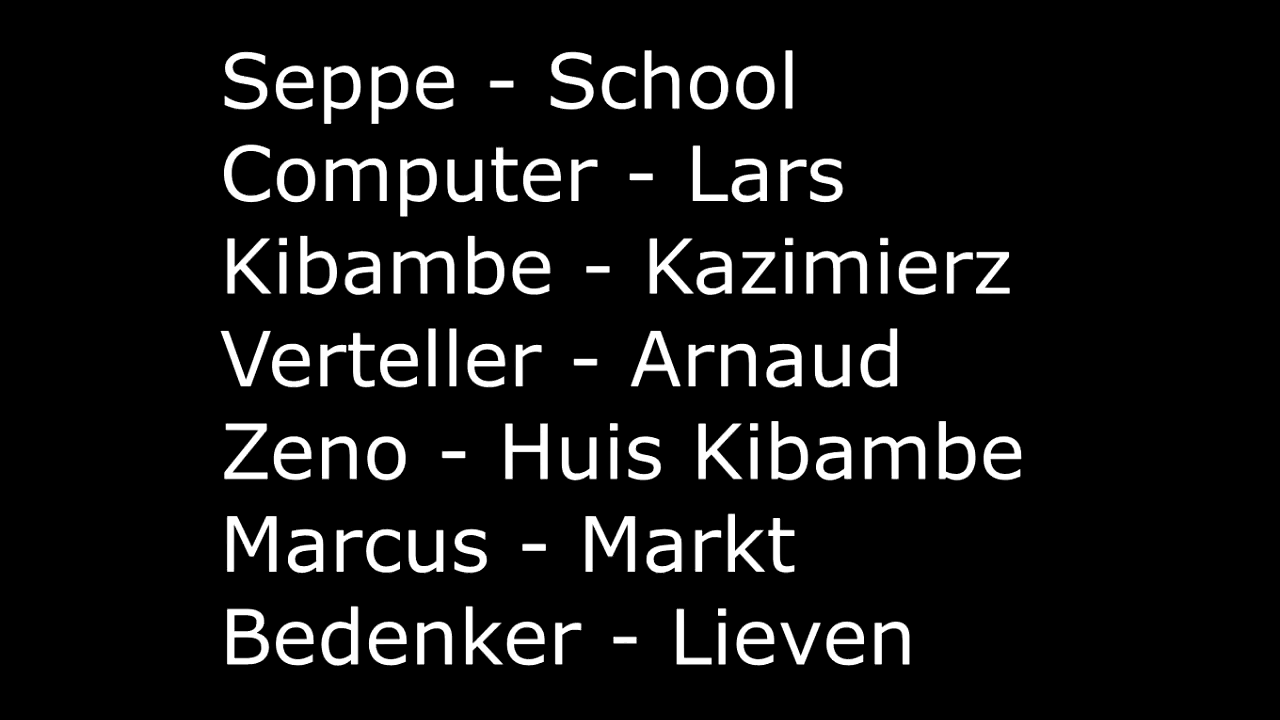 Seppe - School
Computer - Lars
Kibambe - Kazimierz
Verteller - Arnaud
Zeno - Huis Kibambe
Marcus - Markt
Bedenker - Lieven